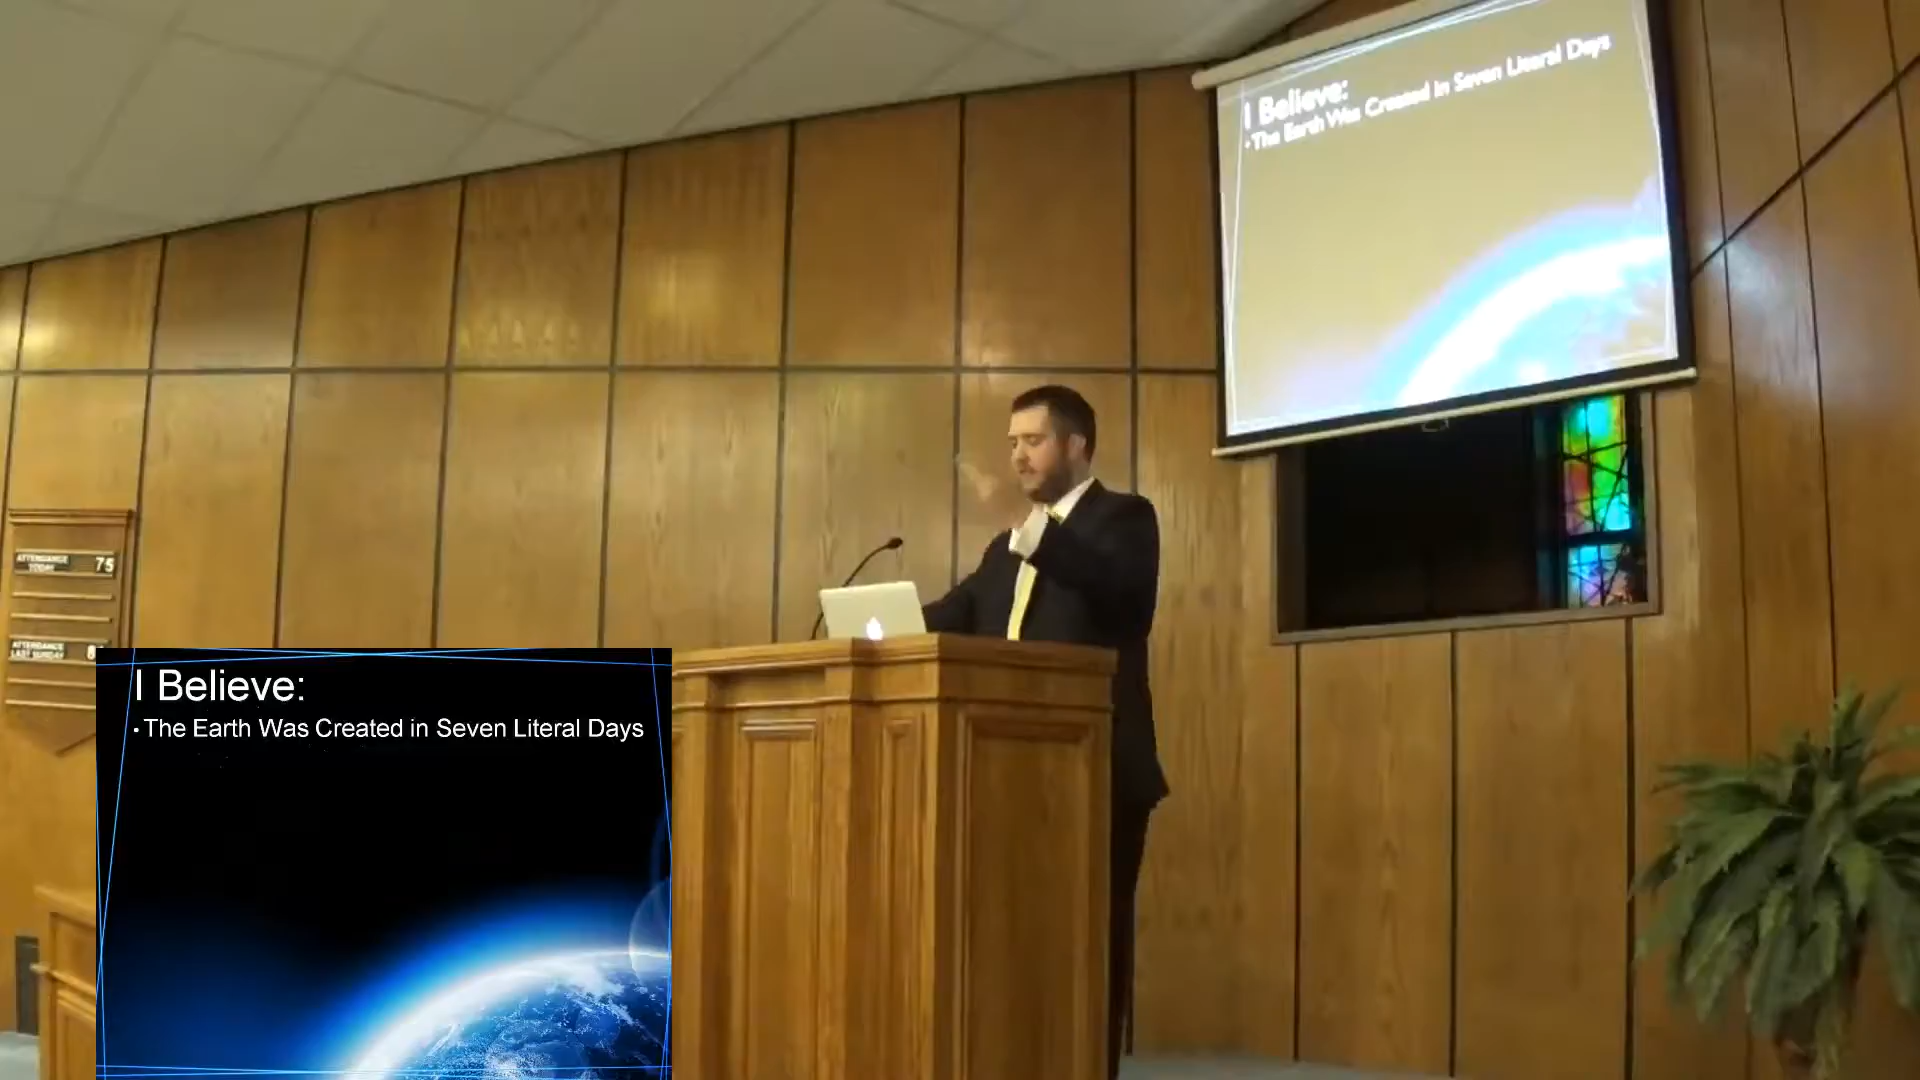 I Believe:
• The Earth Was Created in Seven Literal Days
ATTENDANCE
TODAY
75
ATTENDANCE
LAST SUNDAY
8
I Believe:
• The Earth Was Created in Seven Literal Days